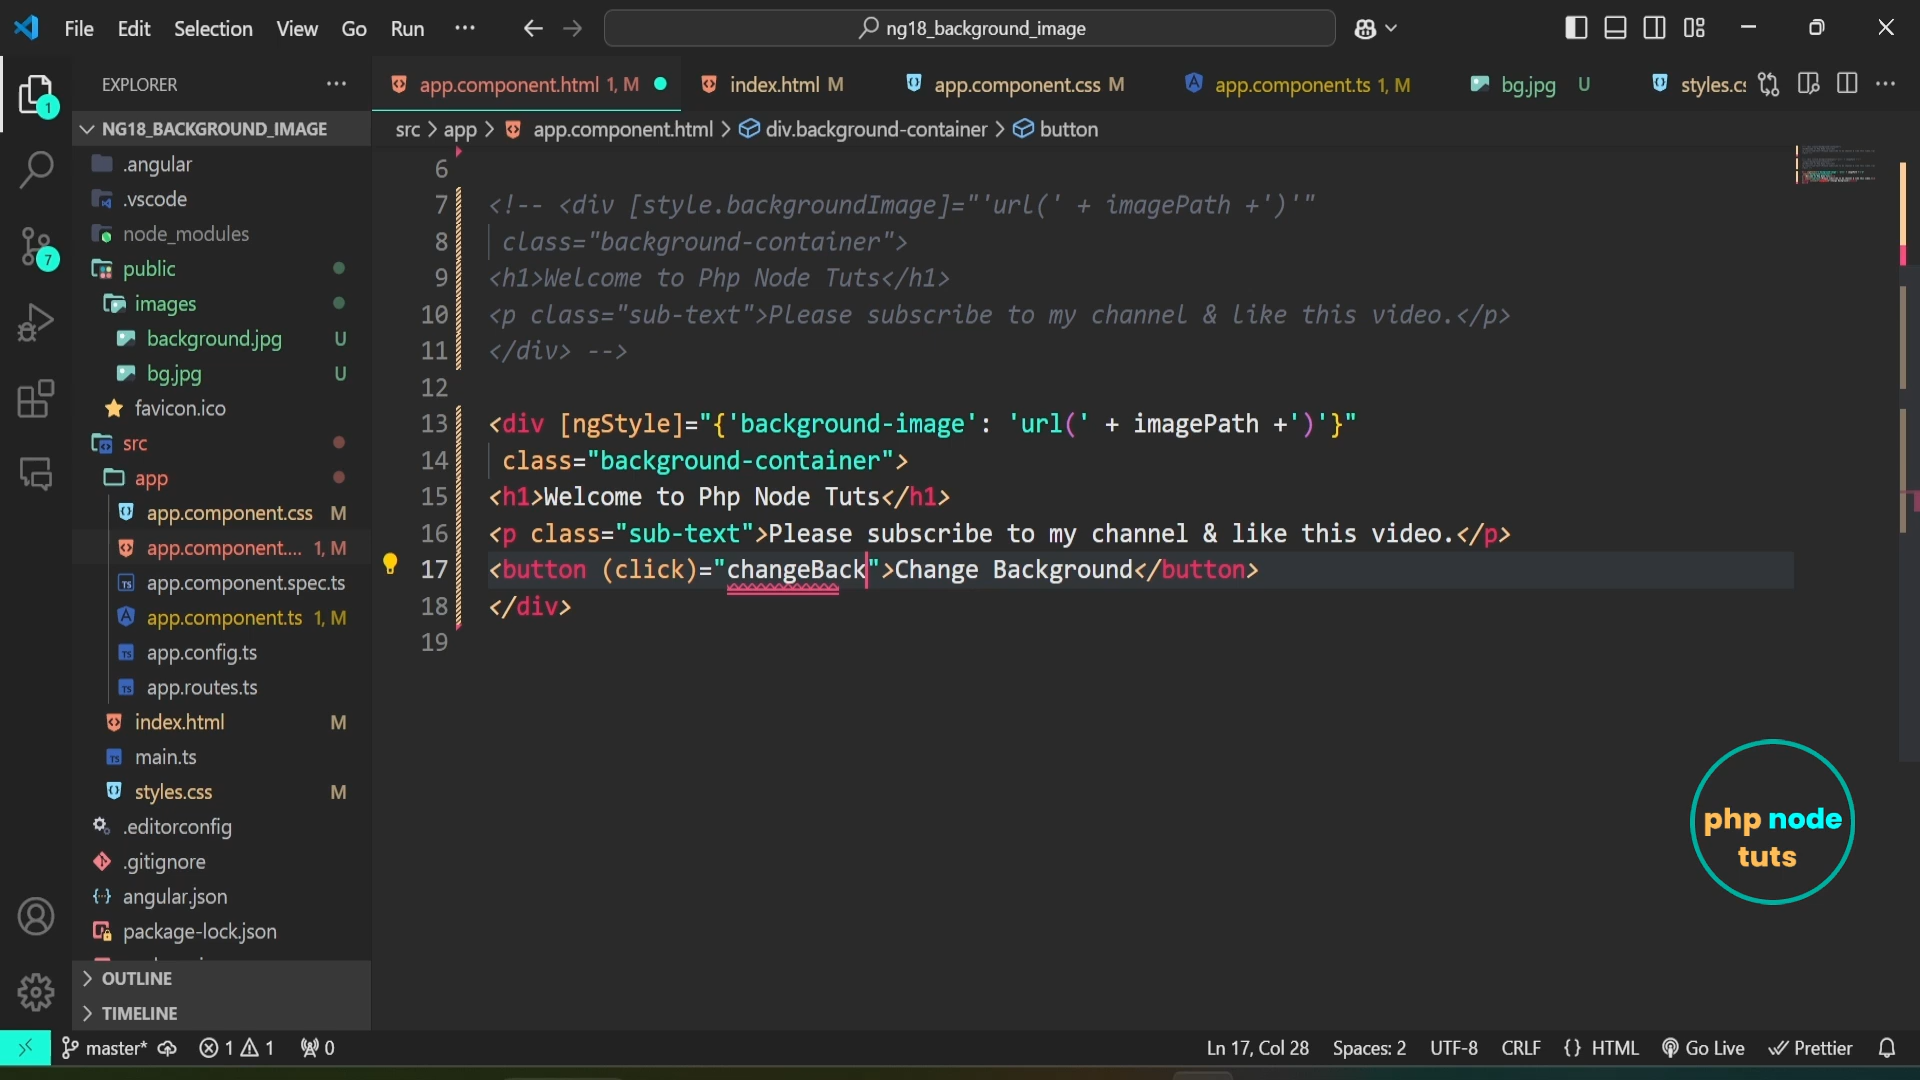 File Edit Selection View Go Run ··· ng18_background_image
EXPLORER ···
1
7
NG18_BACKGROUND_IMAGE
.angular
.vscode
node_modules
public
images
background.jpg U
bg.jpg U
favicon.ico
src
app
app.component.css M
app.component.... 1, M
app.component.spec.ts
app.component.ts 1, M
app.config.ts
app.routes.ts
index.html M
main.ts
styles.css M
.editorconfig
.gitignore
angular.json
package-lock.json
OUTLINE
TIMELINE
app.component.html 1, M index.html M app.component.css M app.component.ts 1, M bg.jpg U styles.cs
src > app > app.component.html > div.background-container > button
6
7 <!-- <div [style.backgroundImage]="'url(' + imagePath +')'"
8 class="background-container">
9 <h1>Welcome to Php Node Tuts</h1>
10 <p class="sub-text">Please subscribe to my channel & like this video.</p>
11 </div> -->
12
13 <div [ngStyle]="{'background-image': 'url(' + imagePath +')'}"
14 class="background-container">
15 <h1>Welcome to Php Node Tuts</h1>
16 <p class="sub-text">Please subscribe to my channel & like this video.</p>
17 <button (click)="changeBack">Change Background</button>
18 </div>
19
php node
tuts
master* 1 1 0 Ln 17, Col 28 Spaces: 2 UTF-8 CRLF {} HTML Go Live Prettier